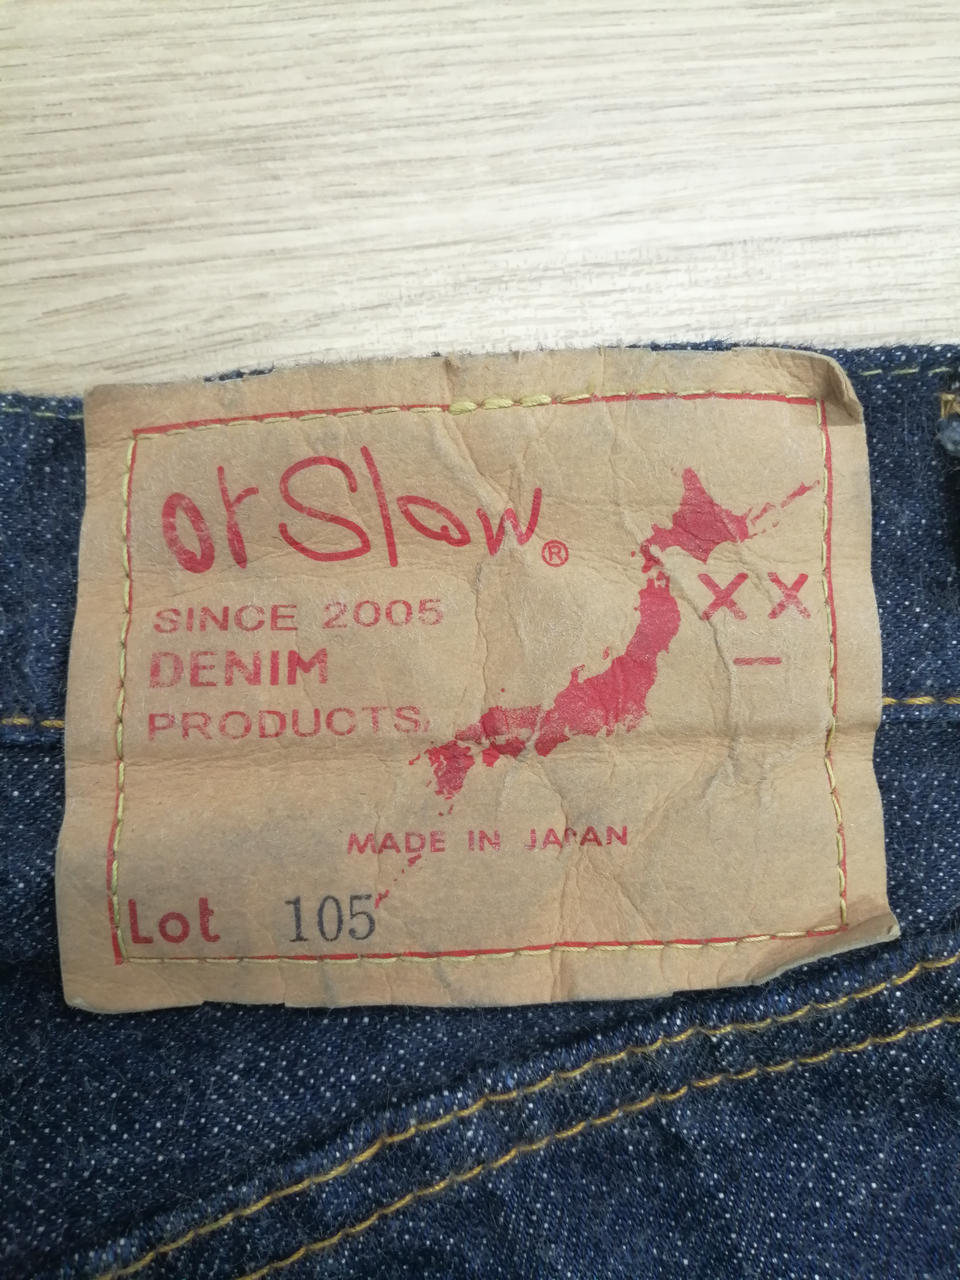 orSlow®
SINCE 2005
DENIM
PRODUCTS
XX
—
MADE IN JAPAN
Lot 105